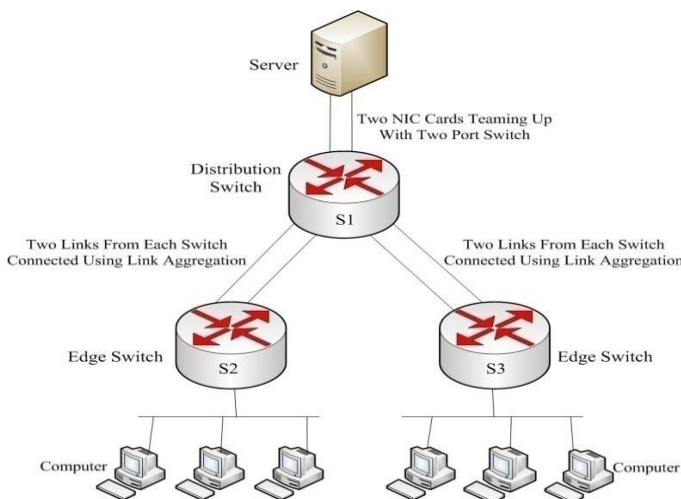 Server
Two NIC Cards Teaming Up
With Two Port Switch
Distribution
Switch
S1
Two Links From Each Switch
Connected Using Link Aggregation
Two Links From Each Switch
Connected Using Link Aggregation
Edge Switch
S2
S3
Edge Switch
Computer
Computer